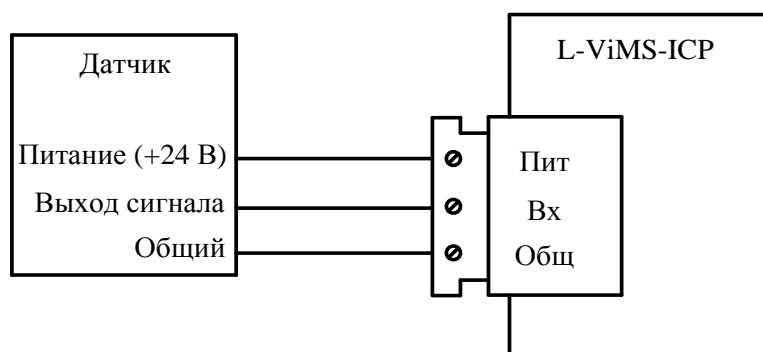 Датчик
Питание (+24 В)
Выход сигнала
Общий
L-ViMS-ICP
Пит
Вх
Общ